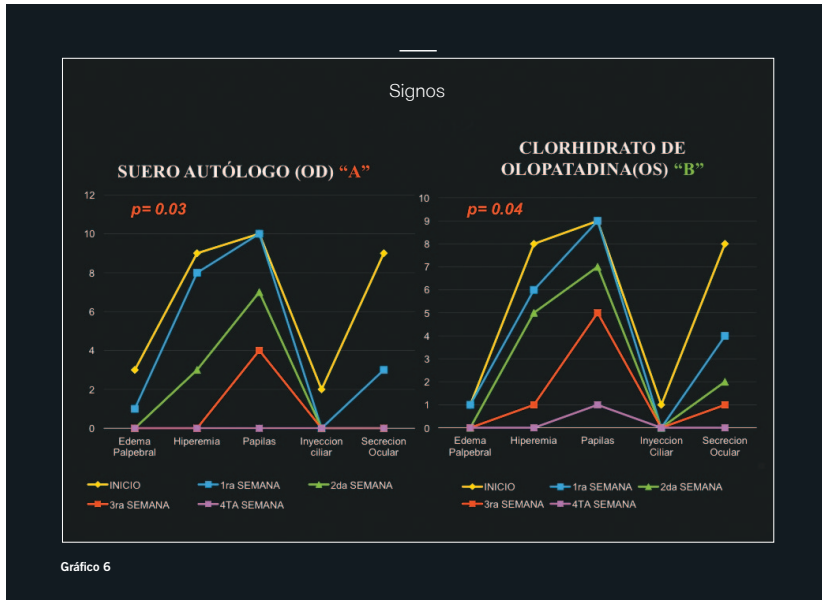 Signos
SUERO AUTÓLOGO (OD) “A”
p= 0.03
12
10
8
6
4
2
0
Edema
Palpebral
Hiperemia
Papilas
Inyeccion
ciliar
Secrecion
Ocular
INICIO
1ra SEMANA
2da SEMANA
3ra SEMANA
4TA SEMANA
CLORHIDRATO DE
OLOPATADINA(OS) “B”
p= 0.04
10
9
8
7
6
5
4
3
2
1
0
Edema
Palpebral
Hiperemia
Papilas
Inyeccion
Ciliar
Secrecion
Ocular
INICIO
1ra SEMANA
2da SEMANA
3ra SEMANA
4TA SEMANA
Gráfico 6